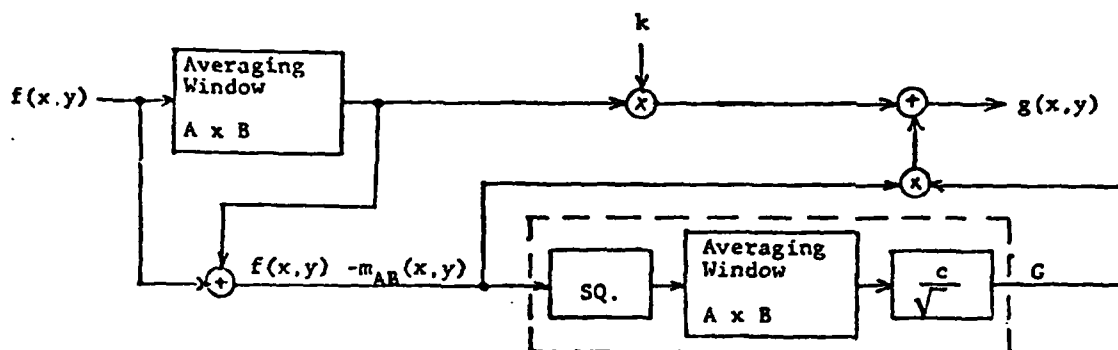 k
Averaging
Window
A x B
f(x,y)
x
+
g(x,y)
x
+
f(x,y) -m_AB(x,y)
SQ.
Averaging
Window
A x B
c
√
G